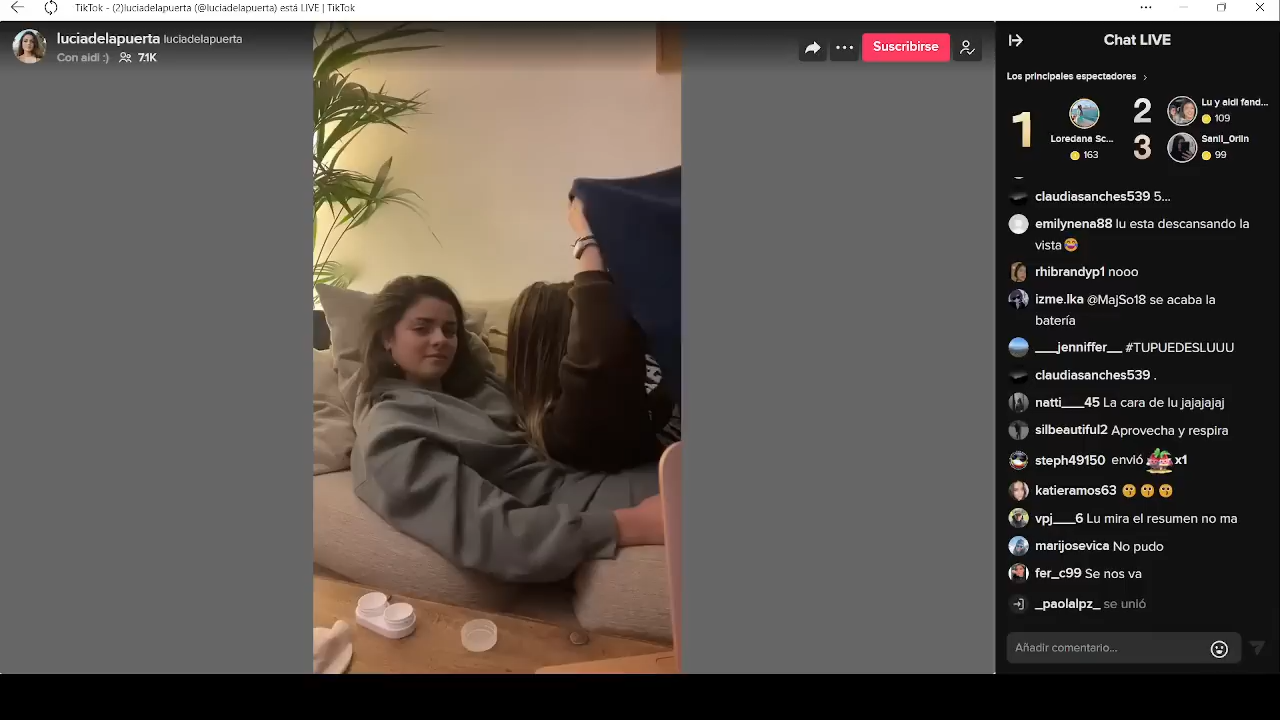 TikTok - (2)luciadelapuerta (@luciadelapuerta) está LIVE | TikTok
luciadelapuerta luciadelapuerta
Con aidi :) 7.1K
Suscribirse
Chat LIVE
Los principales espectadores
1 Loredana Sc... 163
2 Lu y aidi fand... 109
3 Sanll_0rlln 99
claudiasanches539 5...
emilynena88 lu esta descansando la
vista😂
rhibrandyp1 nooo
izme.lka @MajSo18 se acaba la
batería
____jenniffer__ #TUPUEDESLUUU
claudiasanches539 .
natti____45 La cara de lu jajajajaj
silbeautiful2 Aprovecha y respira
steph49150 envió x1
katieramos63 🤫🤫🤫
vpj____6 Lu mira el resumen no ma
marijosevica No pudo
fer_c99 Se nos va
_paolalpz_ se unió
Añadir comentario...